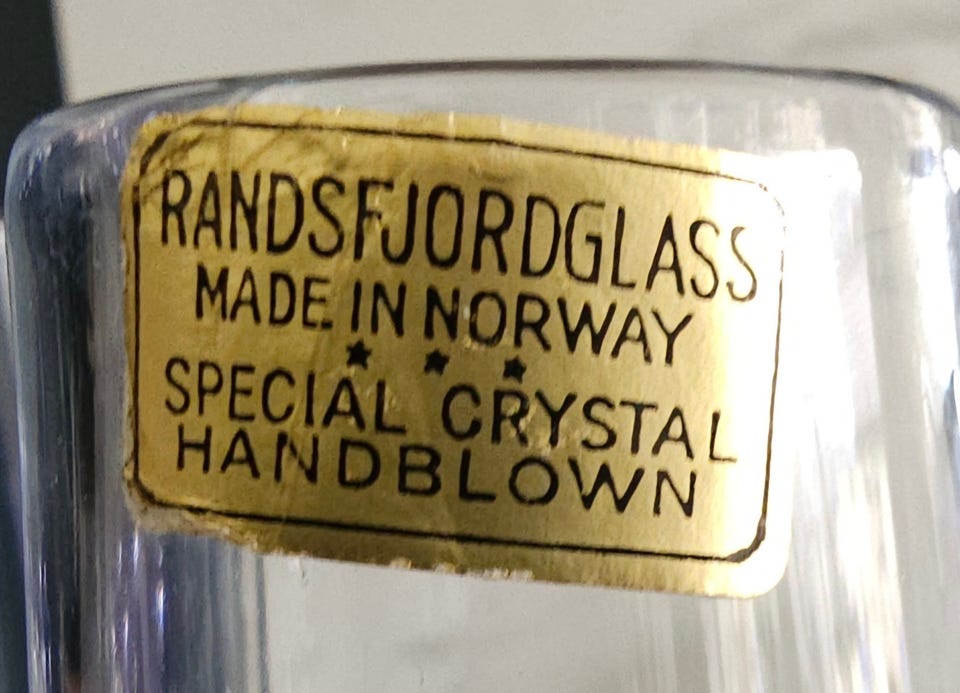 RANDSFJORDGLASS
MADE IN NORWAY
★ ★ ★
SPECIAL CRYSTAL
HANDBLOWN